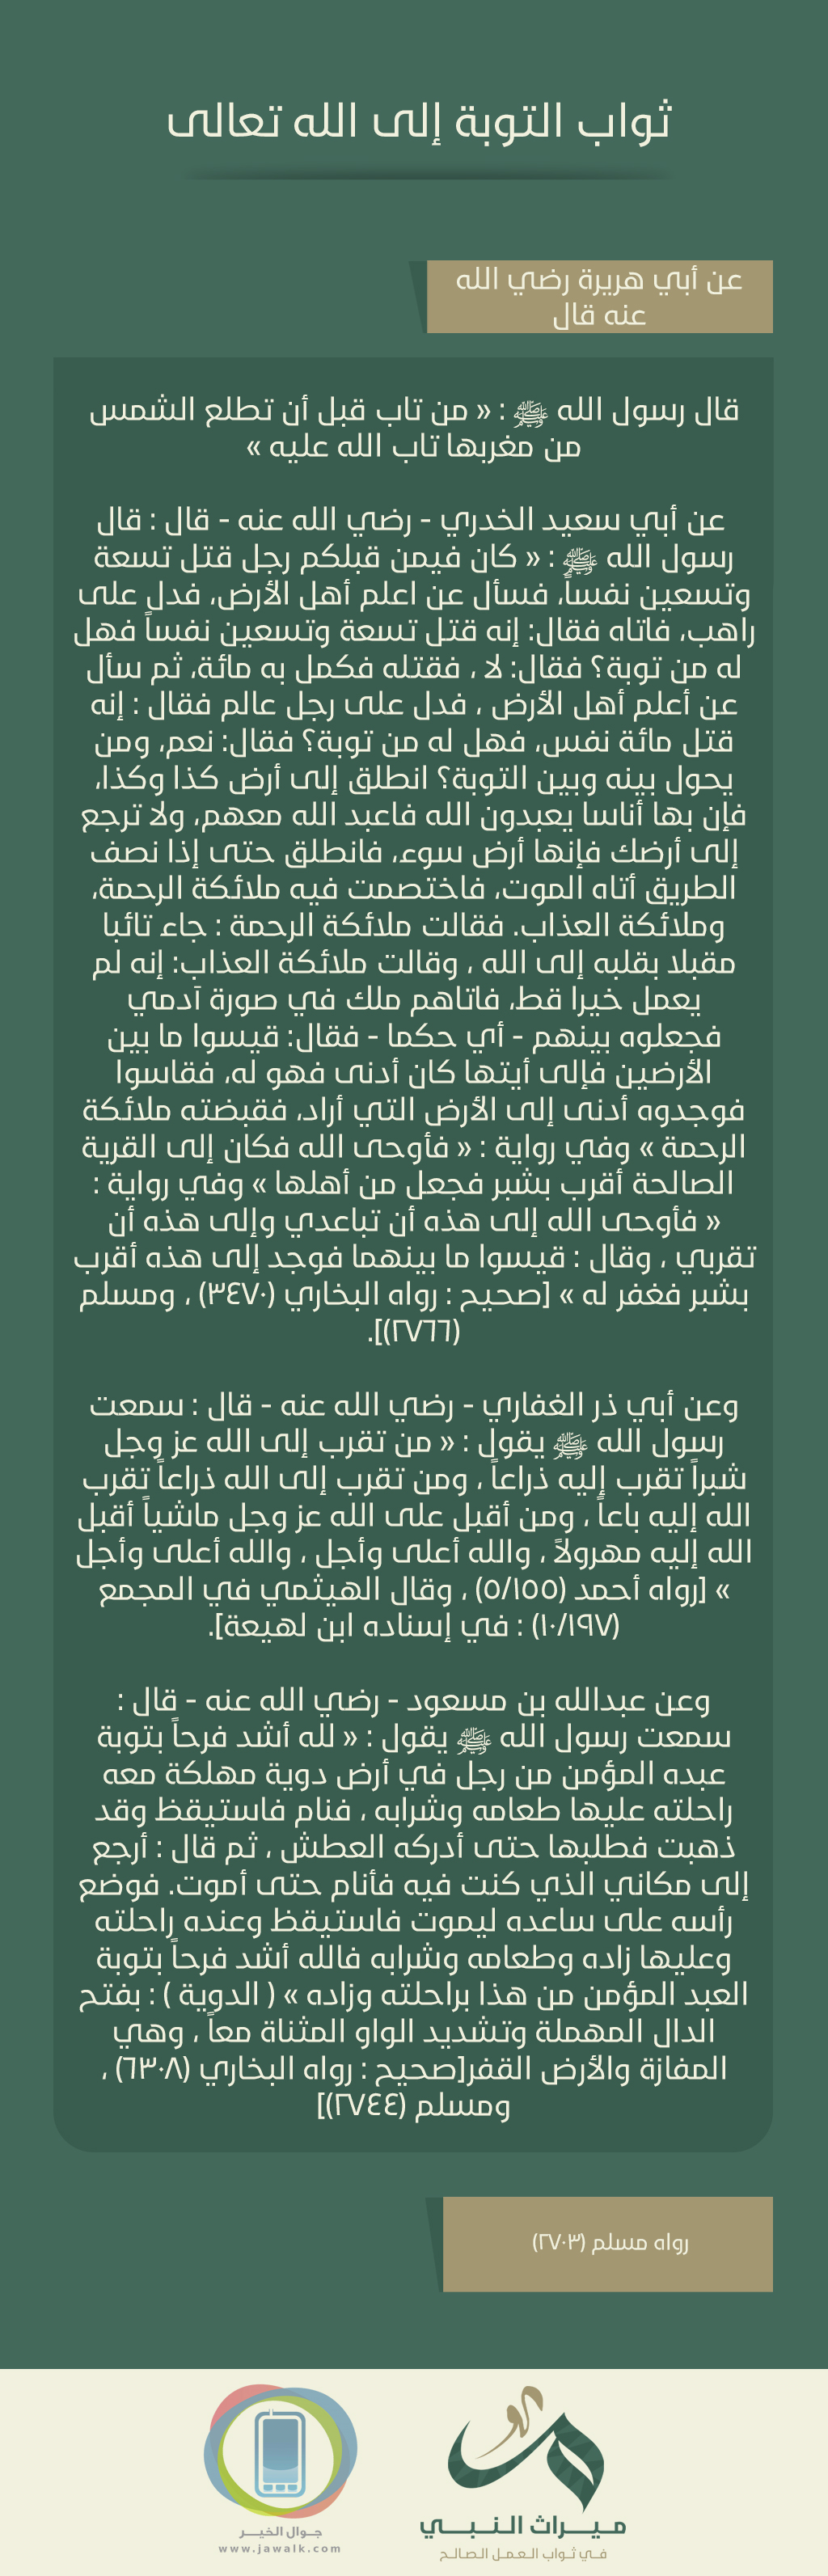 ثواب التوبة إلى الله تعالى
عن أبي هريرة رضي الله
عنه قال
قال رسول الله ﷺ : « من تاب قبل أن تطلع الشمس
من مغربها تاب الله عليه »
عن أبي سعيد الخدري - رضي الله عنه - قال : قال
رسول الله ﷺ : « كان فيمن قبلكم رجل قتل تسعة
وتسعين نفساً، فسأل عن اعلم أهل الأرض، فدل على
راهب، فاتاه فقال: إنه قتل تسعة وتسعين نفساً فهل
له من توبة؟ فقال: لا ، فقتله فكمل به مائة، ثم سأل
عن أعلم أهل الأرض ، فدل على رجل عالم فقال : إنه
قتل مائة نفس، فهل له من توبة؟ فقال: نعم، ومن
يحول بينه وبين التوبة؟ انطلق إلى أرض كذا وكذا،
فإن بها أناسا يعبدون الله فاعبد الله معهم، ولا ترجع
إلى أرضك فإنها أرض سوء، فانطلق حتى إذا نصف
الطريق أتاه الموت، فاختصمت فيه ملائكة الرحمة،
وملائكة العذاب. فقالت ملائكة الرحمة : جاء تائبا
مقبلا بقلبه إلى الله ، وقالت ملائكة العذاب: إنه لم
يعمل خيرا قط، فاتاهم ملك في صورة آدمي
فجعلوه بينهم - أي حكما - فقال: قيسوا ما بين
الأرضين فإلى أيتها كان أدنى فهو له، فقاسوا
فوجدوه أدنى إلى الأرض التي أراد، فقبضته ملائكة
الرحمة » وفي رواية : « فأوحى الله فكان إلى القرية
الصالحة أقرب بشبر فجعل من أهلها » وفي رواية :
« فأوحى الله إلى هذه أن تباعدي وإلى هذه أن
تقربي ، وقال : قيسوا ما بينهما فوجد إلى هذه أقرب
بشبر فغفر له » [صحيح : رواه البخاري (٣٤٧٠) ، ومسلم
(٢٧٦٦)].
وعن أبي ذر الغفاري - رضي الله عنه - قال : سمعت
رسول الله ﷺ يقول : « من تقرب إلى الله عز وجل
شبراً تقرب إليه ذراعاً ، ومن تقرب إلى الله ذراعاً تقرب
الله إليه باعاً ، ومن أقبل على الله عز وجل ماشياً أقبل
الله إليه مهرولاً ، والله أعلى وأجل ، والله أعلى وأجل
» [رواه أحمد (٥/١٥٥) ، وقال الهيثمي في المجمع
(١٠/١٩٧) : في إسناده ابن لهيعة].
وعن عبدالله بن مسعود - رضي الله عنه - قال :
سمعت رسول الله ﷺ يقول : « لله أشد فرحاً بتوبة
عبده المؤمن من رجل في أرض دوية مهلكة معه
راحلته عليها طعامه وشرابه ، فنام فاستيقظ وقد
ذهبت فطلبها حتى أدركه العطش ، ثم قال : أرجع
إلى مكاني الذي كنت فيه فأنام حتى أموت. فوضع
رأسه على ساعده ليموت فاستيقظ وعنده راحلته
وعليها زاده وطعامه وشرابه فالله أشد فرحاً بتوبة
العبد المؤمن من هذا براحلته وزاده » ( الدوية ) : بفتح
الدال المهملة وتشديد الواو المثناة معاً ، وهي
المفازة والأرض القفر[صحيح : رواه البخاري (٦٣٠٨) ،
ومسلم (٢٧٤٤)]
رواه مسلم (٢٧٠٣)
ميراث النبي
في ثواب العمل الصالح
جوال الخير
www.jawalk.com